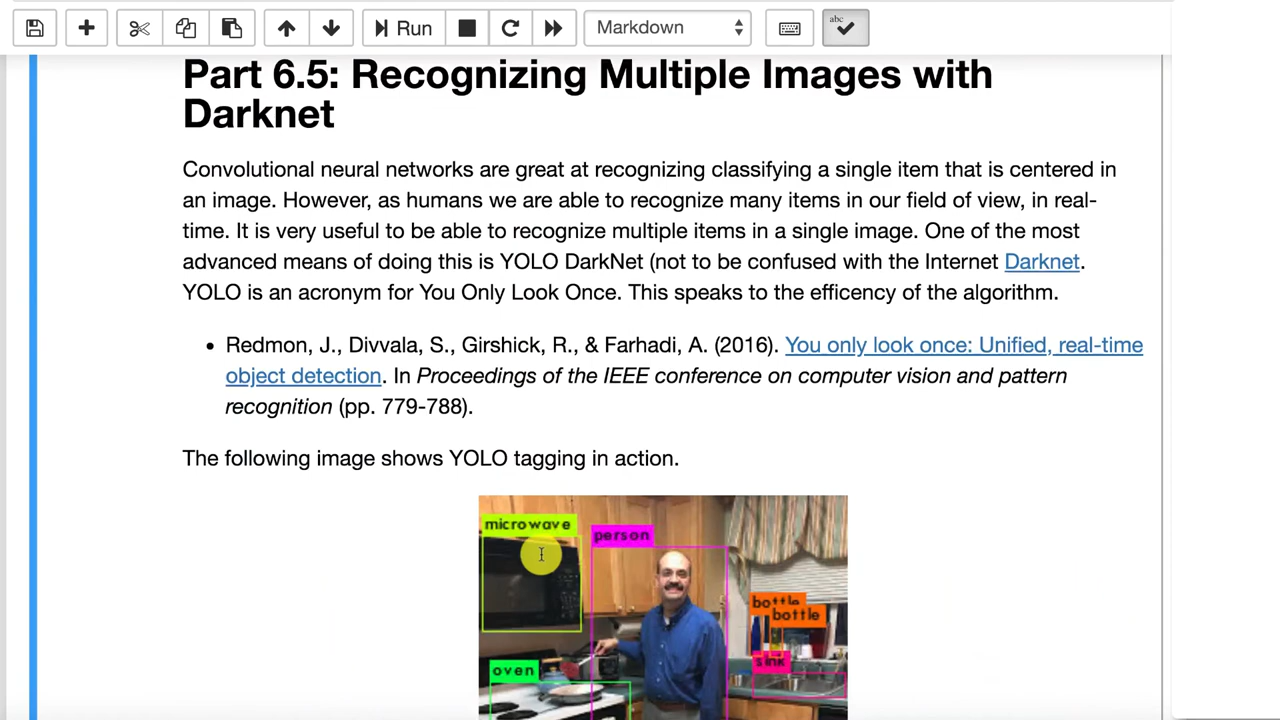 Run
Markdown
abc
Part 6.5: Recognizing Multiple Images with
Darknet
Convolutional neural networks are great at recognizing classifying a single item that is centered in
an image. However, as humans we are able to recognize many items in our field of view, in real-
time. It is very useful to be able to recognize multiple items in a single image. One of the most
advanced means of doing this is YOLO DarkNet (not to be confused with the Internet Darknet.
YOLO is an acronym for You Only Look Once. This speaks to the efficency of the algorithm.
• Redmon, J., Divvala, S., Girshick, R., & Farhadi, A. (2016). You only look once: Unified, real-time
object detection. In Proceedings of the IEEE conference on computer vision and pattern
recognition (pp. 779-788).
The following image shows YOLO tagging in action.
microwave
person
bottle
bottle
sink
oven